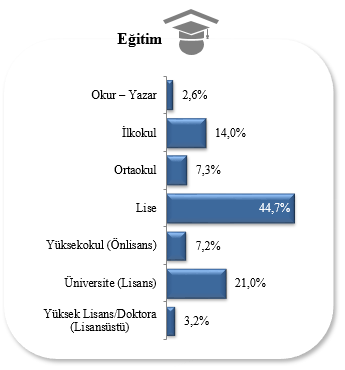 Eğitim
Okur – Yazar 2,6%
İlkokul 14,0%
Ortaokul 7,3%
Lise 44,7%
Yüksekokul (Önlisans) 7,2%
Üniversite (Lisans) 21,0%
Yüksek Lisans/Doktora
(Lisansüstü) 3,2%